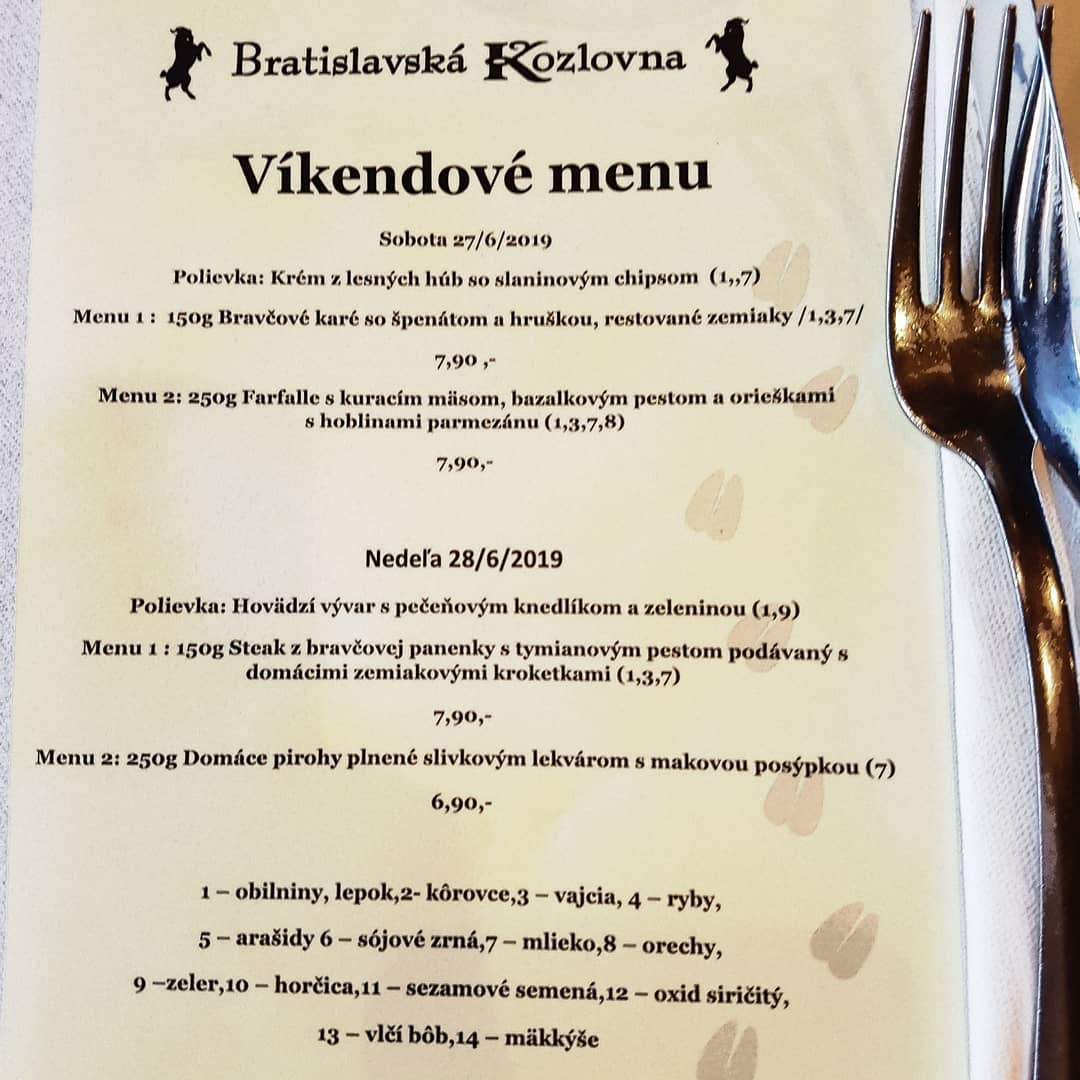 Bratislavská Kozlovna
Víkendové menu
Sobota 27/6/2019
Polievka: Krém z lesných húb so slaninovým chipsom (1,,7)
Menu 1 : 150g Bravčové karé so špenátom a hruškou, restované zemiaky /1,3,7/
7,90 ,-
Menu 2: 250g Farfalle s kuracím mäsom, bazalkovým pestom a orieškami
s hoblinami parmezánu (1,3,7,8)
7,90,-
Nedeľa 28/6/2019
Polievka: Hovädzí vývar s pečeňovým knedlíkom a zeleninou (1,9)
Menu 1 : 150g Steak z bravčovej panenky s tymianovým pestom podávaný s
domácimi zemiakovými kroketkami (1,3,7)
7,90,-
Menu 2: 250g Domáce pirohy plnené slivkovým lekvárom s makovou posýpkou (7)
6,90,-
1 – obilniny, lepok,2- kôrovce,3 – vajcia, 4 – ryby,
5 – arašidy 6 – sójové zrná,7 – mlieko,8 – orechy,
9 –zeler,10 – horčica,11 – sezamové semená,12 – oxid siričitý,
13 – vlčí bôb,14 – mäkkýše